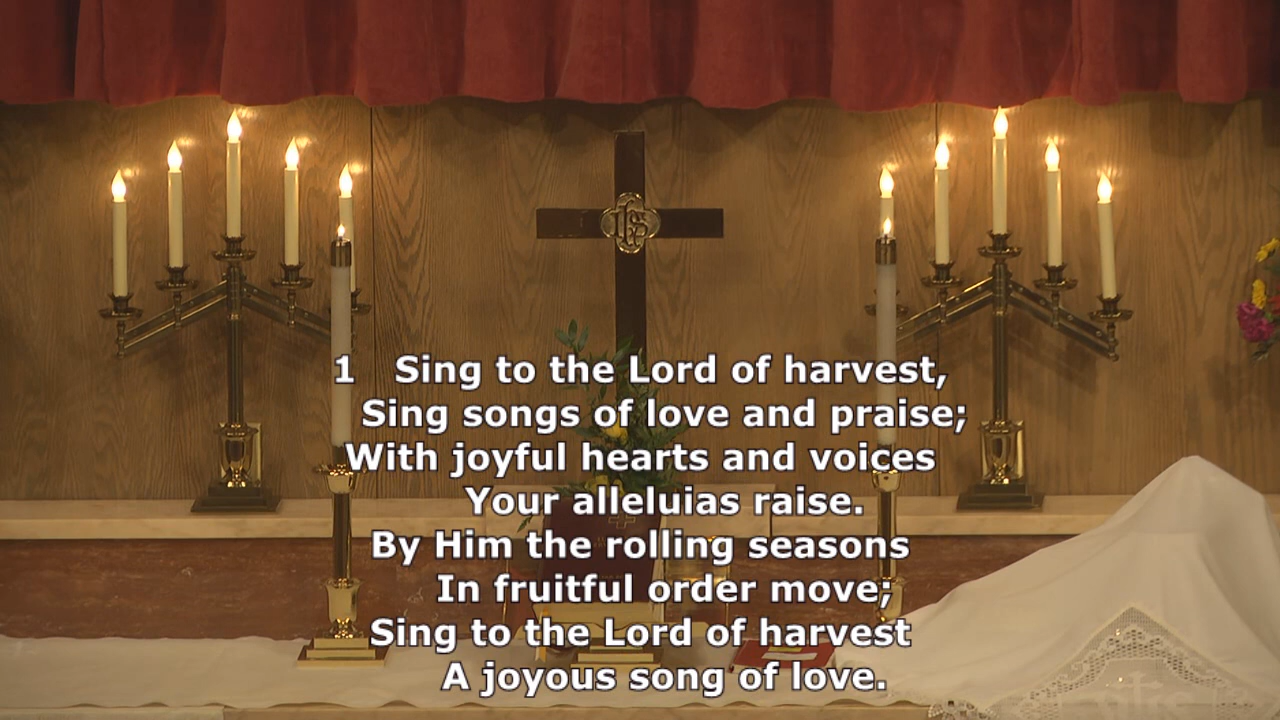 IHS
1 Sing to the Lord of harvest,
Sing songs of love and praise;
With joyful hearts and voices
Your alleluias raise.
By Him the rolling seasons
In fruitful order move;
Sing to the Lord of harvest
A joyous song of love.